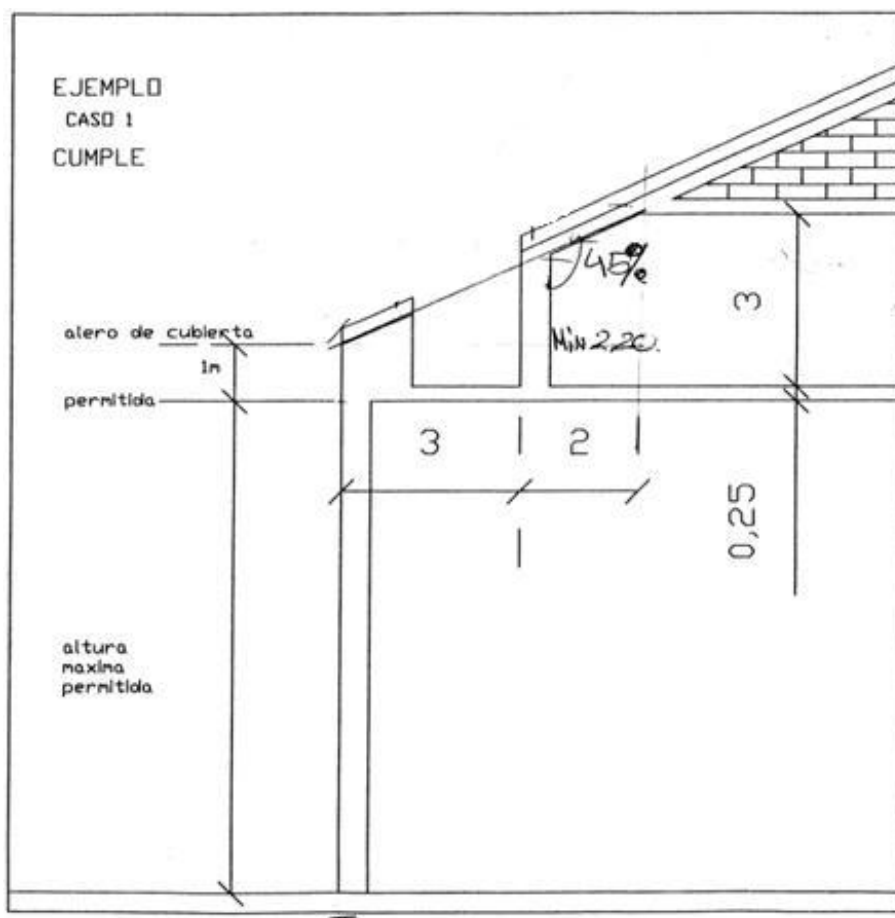 EJEMPLO
CASO 1
CUMPLE
45%
3
alero de cubierta
Min 2,20.
1m
permitida
3
2
0,25
altura
maxima
permitida